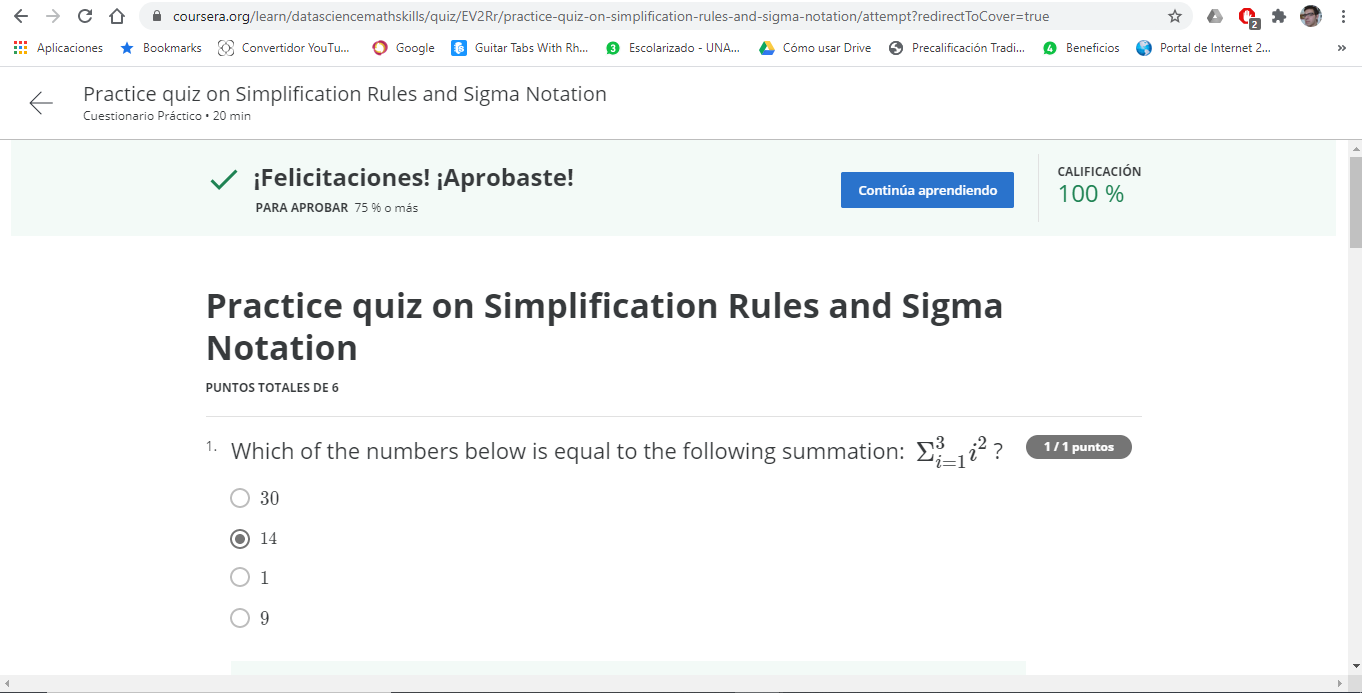 coursera.org/learn/datasciencemathskills/quiz/EV2Rr/practice-quiz-on-simplification-rules-and-sigma-notation/attempt?redirectToCover=true
2
Aplicaciones Bookmarks Convertidor YouTu... Google Guitar Tabs With Rh... 3 Escolarizado - UNA... Cómo usar Drive Precalificación Tradi... 4 Beneficios Portal de Internet 2... »
Practice quiz on Simplification Rules and Sigma Notation
Cuestionario Práctico • 20 min
¡Felicitaciones! ¡Aprobaste!
PARA APROBAR 75 % o más
Continúa aprendiendo
CALIFICACIÓN
100 %
Practice quiz on Simplification Rules and Sigma
Notation
PUNTOS TOTALES DE 6
1. Which of the numbers below is equal to the following summation: Σ³ᵢ₌₁ i² ? 1 / 1 puntos
30
14
1
9